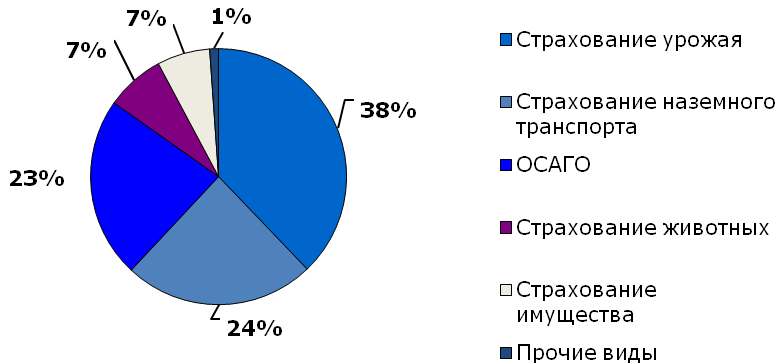 1%
7%
7%
38%
23%
24%
Страхование урожая
Страхование наземного
транспорта
ОСАГО
Страхование животных
Страхование
имущества
Прочие виды